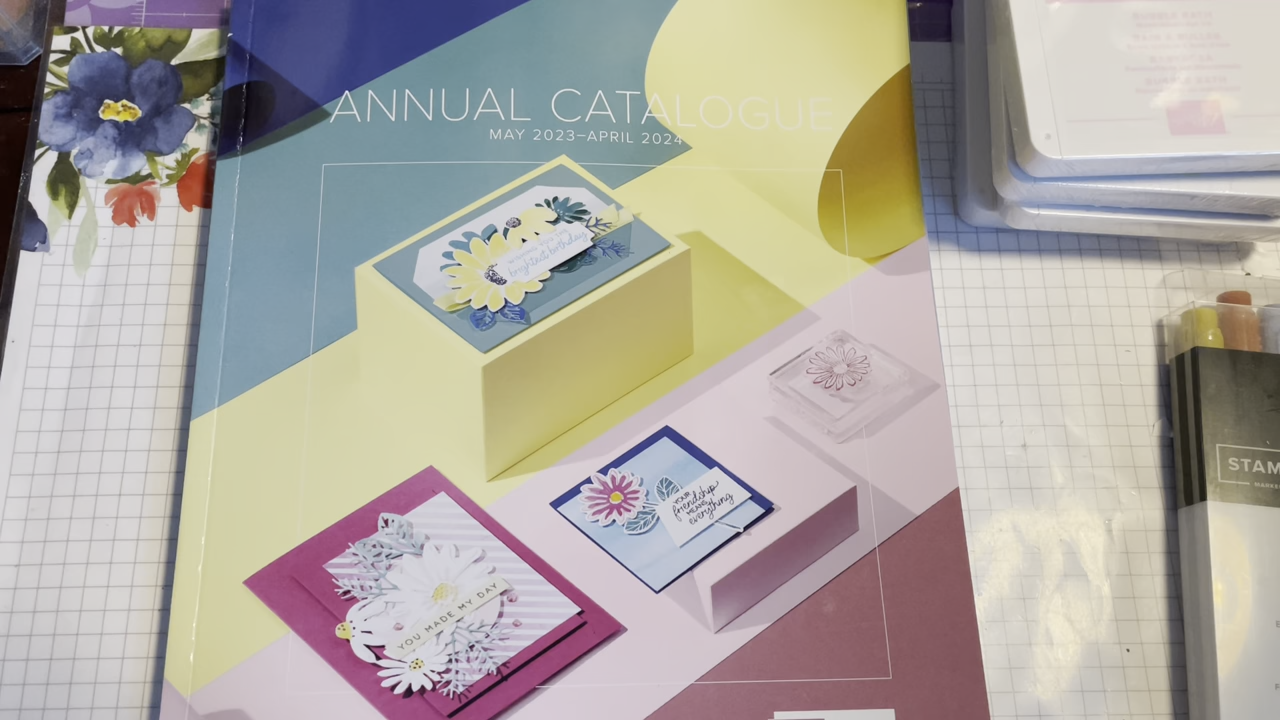 ANNUAL CATALOGUE
MAY 2023–APRIL 2024
brightest birthday
YOUR
friendship
MEANS
everything
YOU MADE MY DAY
STAM